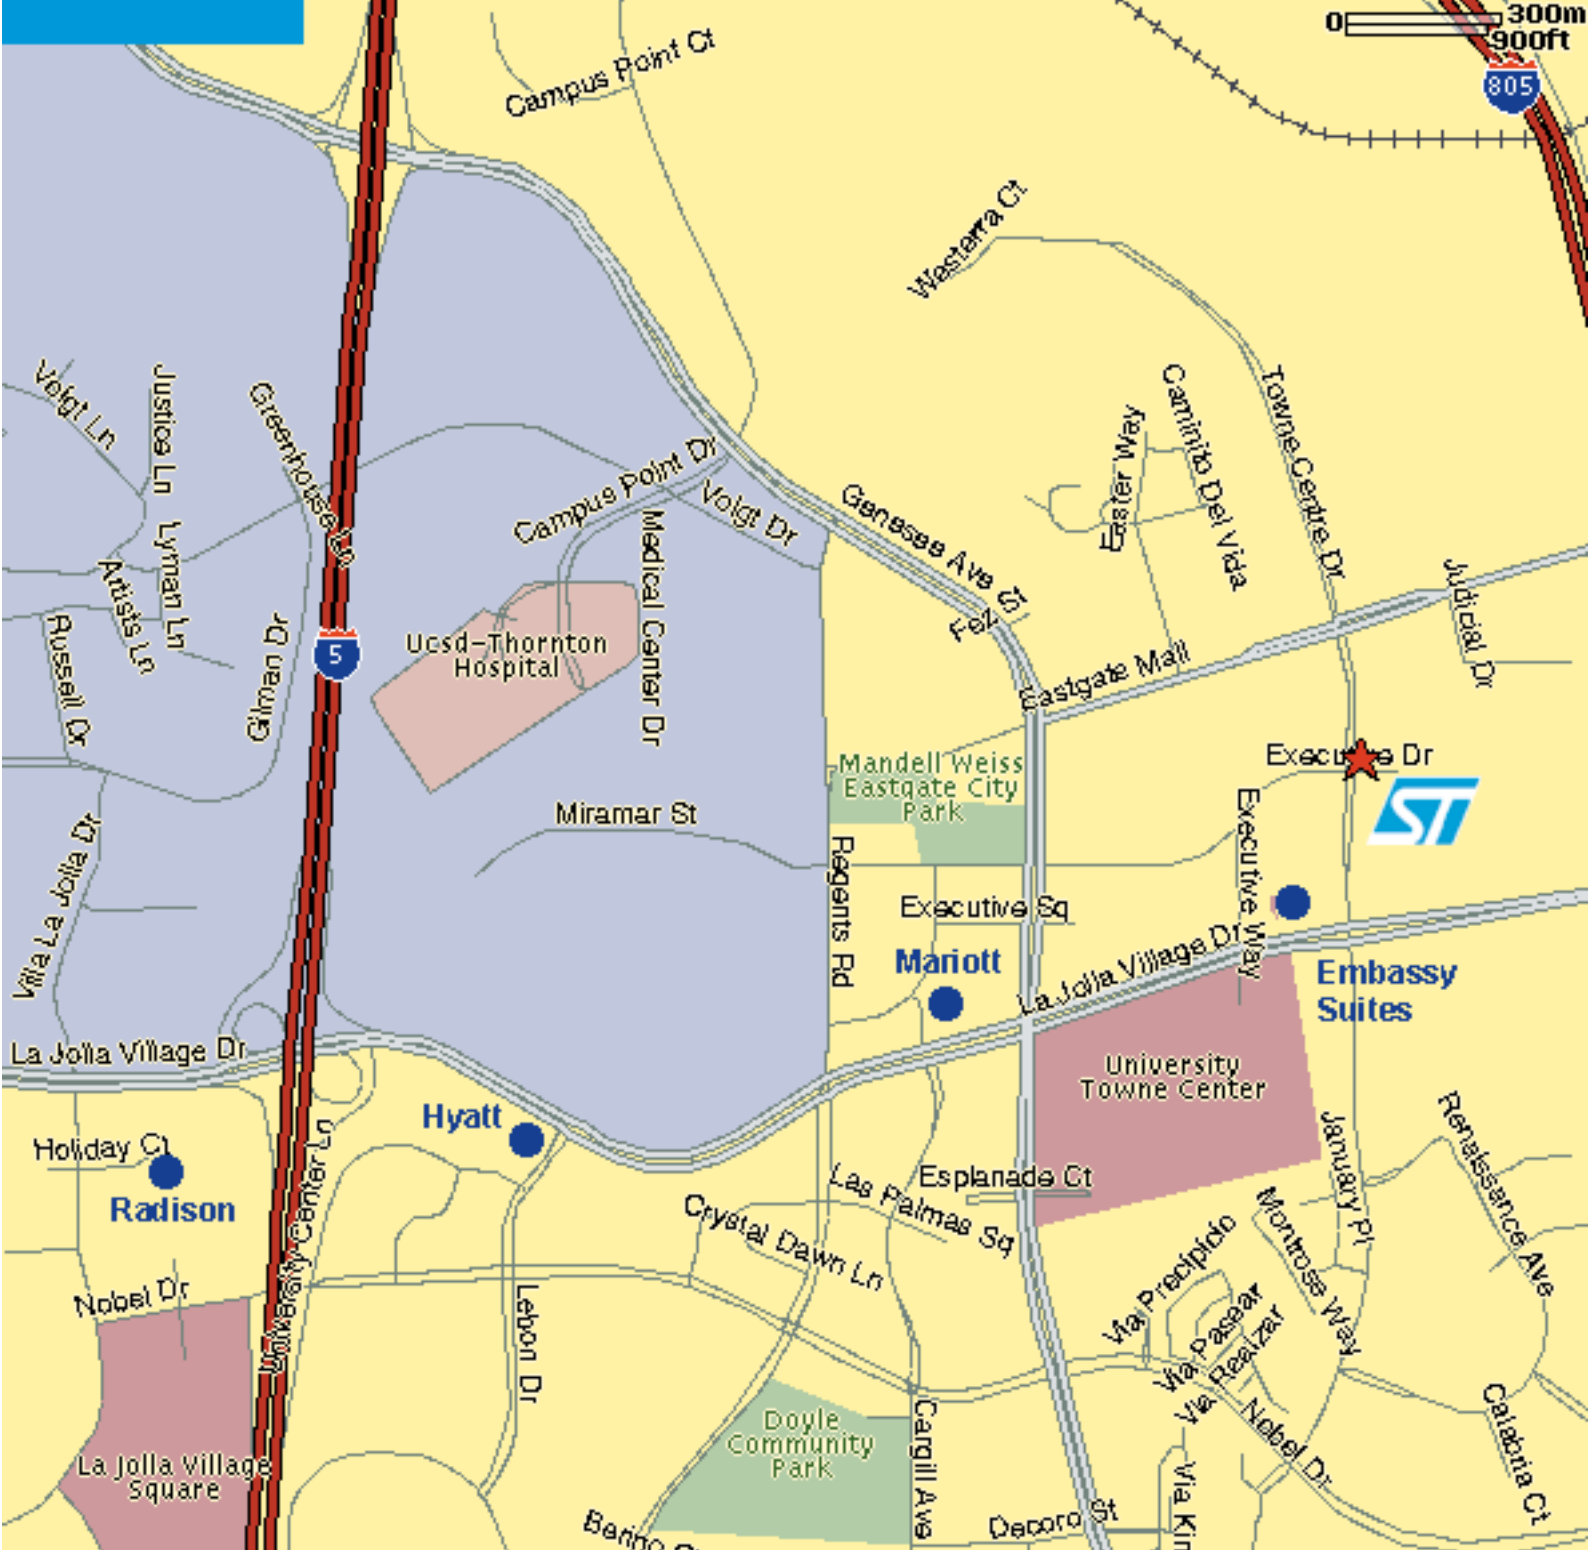 0
300m
900ft
805
Campus Point Ct
Westerra Ct
Voigt Ln
Justice Ln
Greenhouse Ln
Caminito Del Vida
Towne Centre Dr
Easter Way
Campus Point Dr
Voigt Dr
Genesee Ave
Fez St
Lyman Ln
Artists Ln
Medical Center Dr
Judicial Dr
Russell Dr
Gilman Dr
5
Ucsd-Thornton
Hospital
Eastgate Mall
Mandell Weiss
Eastgate City
Park
Executive Dr
ST
Miramar St
Executive Way
Villa La Jolla Dr
Regents Rd
Executive Sq
Mariott
La Jolla Village Dr
Embassy
Suites
La Jolla Village Dr
University
Towne Center
Hyatt
Holiday Ct
Radison
University Center Ln
Las Palmas Sq
Esplanade Ct
January Pl
Renaissance Ave
Crystal Dawn Ln
Montrose Way
Via Precipicio
Via Pasear
Via Realzar
Nobel Dr
Lebon Dr
Doyle
Community
Park
Cargill Ave
Nobel Dr
Calabria Ct
La Jolla Village
Square
Decoro St
Via Kin